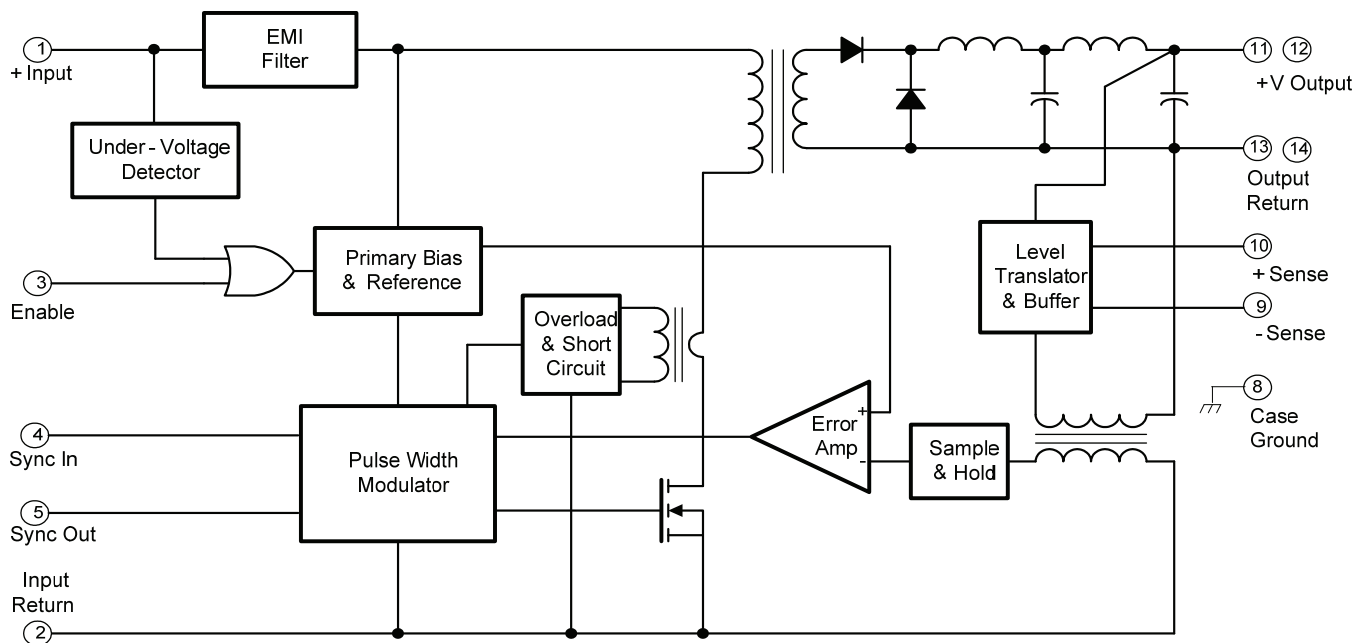 1
+ Input
EMI
Filter
11 12
+V Output
Under - Voltage
Detector
13 14
Output
Return
3
Enable
Primary Bias
& Reference
Level
Translator
& Buffer
10
+ Sense
9
- Sense
Overload
& Short
Circuit
8
Case
Ground
4
Sync In
Pulse Width
Modulator
+
Error
Amp
-
Sample
& Hold
5
Sync Out
Input
Return
2